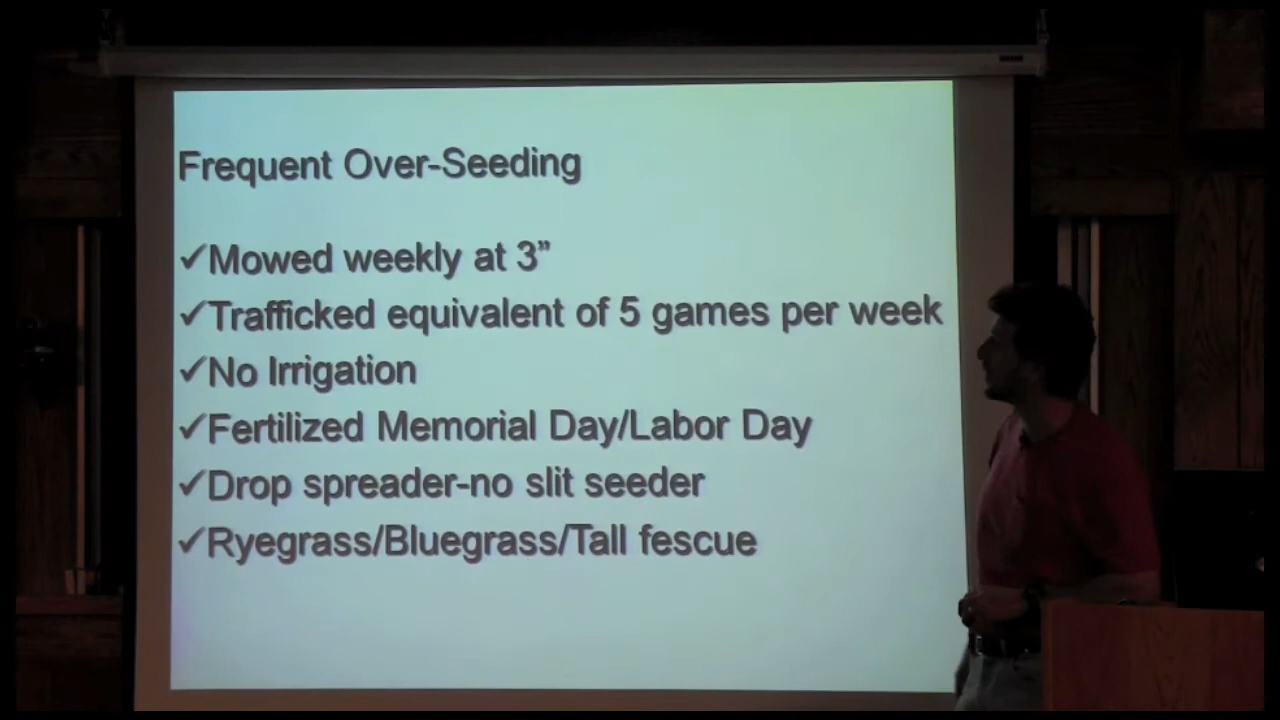 Frequent Over-Seeding
✓Mowed weekly at 3”
✓Trafficked equivalent of 5 games per week
✓No Irrigation
✓Fertilized Memorial Day/Labor Day
✓Drop spreader-no slit seeder
✓Ryegrass/Bluegrass/Tall fescue